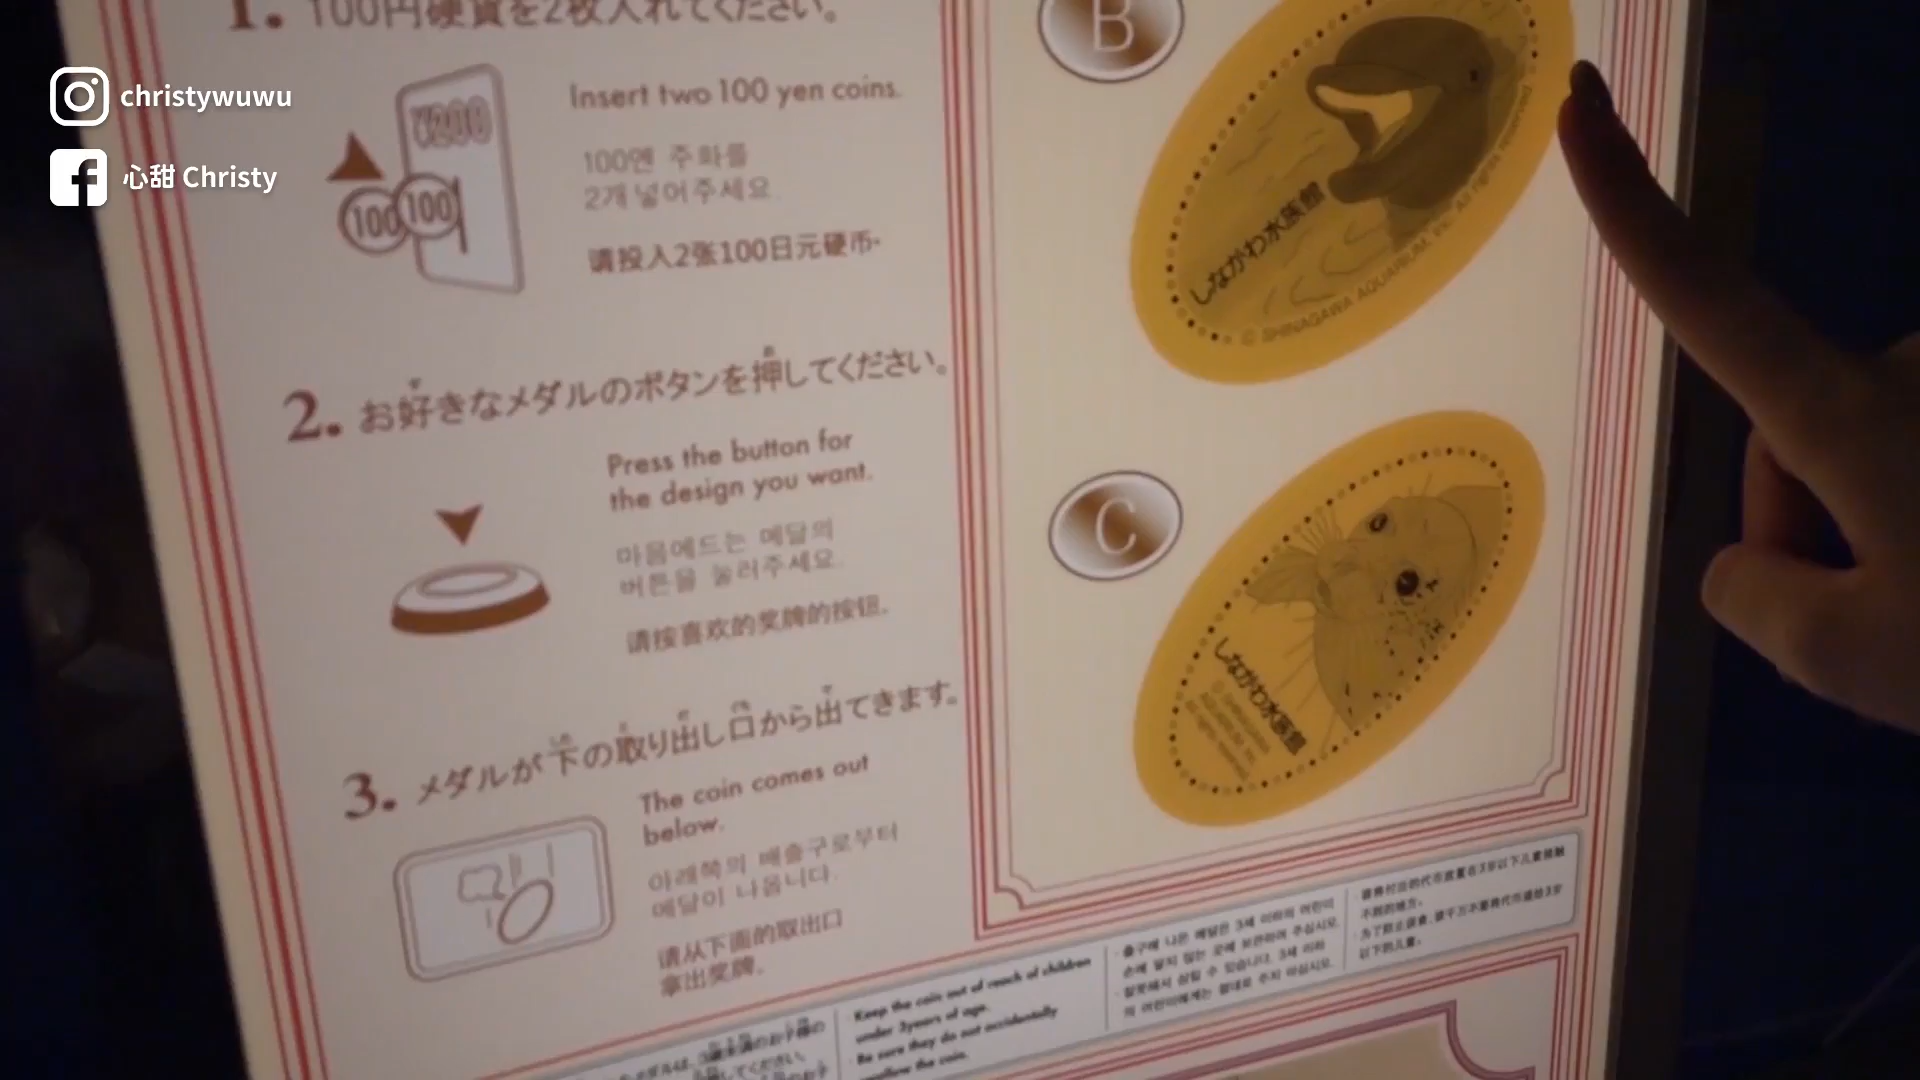 christywuwu
心甜 Christy
1. 100円硬貨を2枚入れてください。
¥200
100 100
Insert two 100 yen coins.
100엔 주화를
2개 넣어주세요.
请投入2张100日元硬币。
2. お好きなメダルのボタンを押してください。
Press the button for
the design you want.
마음에드는 메달의
버튼을 눌러주세요.
请按喜欢的奖牌的按钮。
3. メダルが下の取り出し口から出てきます。
The coin comes out
below.
아래쪽의 배출구로부터
메달이 나옵니다.
请从下面的取出口
拿出奖牌。
B
しながわ水族館
© SHINAGAWA AQUARIUM, Inc. All rights reserved
C
しながわ水族館
Keep the coin out of reach of children
under 3years of age.
Be sure they do not accidentally
swallow the coin.